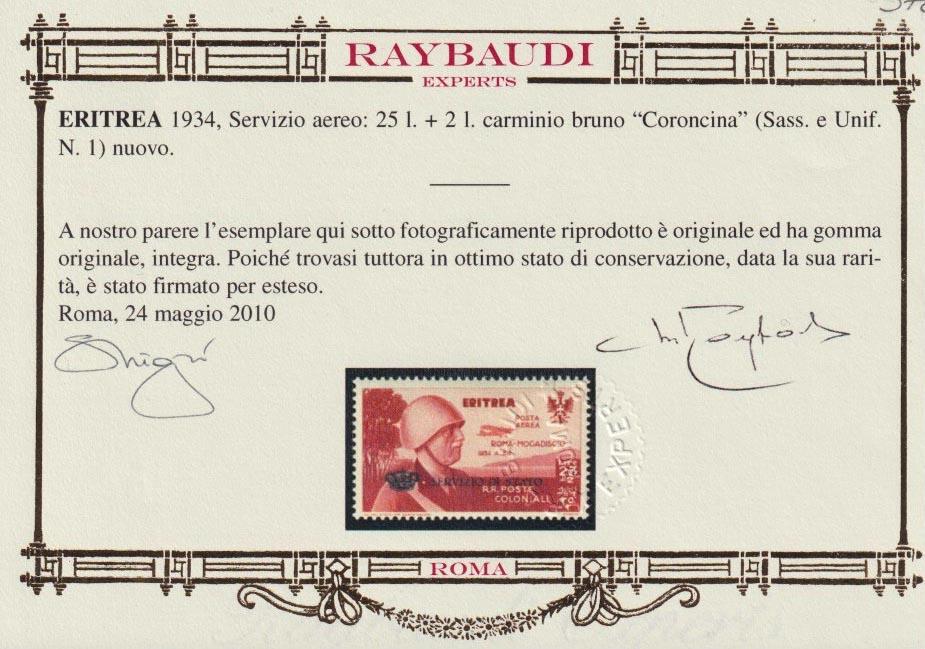 RAYBAUDI
EXPERTS
ERITREA 1934, Servizio aereo: 25 l. + 2 l. carminio bruno “Coroncina” (Sass. e Unif.
N. 1) nuovo.
A nostro parere l’esemplare qui sotto fotograficamente riprodotto è originale ed ha gomma
originale, integra. Poiché trovasi tuttora in ottimo stato di conservazione, data la sua rari-
tà, è stato firmato per esteso.
Roma, 24 maggio 2010
ERITREA
POSTA
AEREA
ROMA-MOGADISCIO
SERVIZIO DI STATO
R.R. POSTE
COLONIALI
EXPER
ROMA